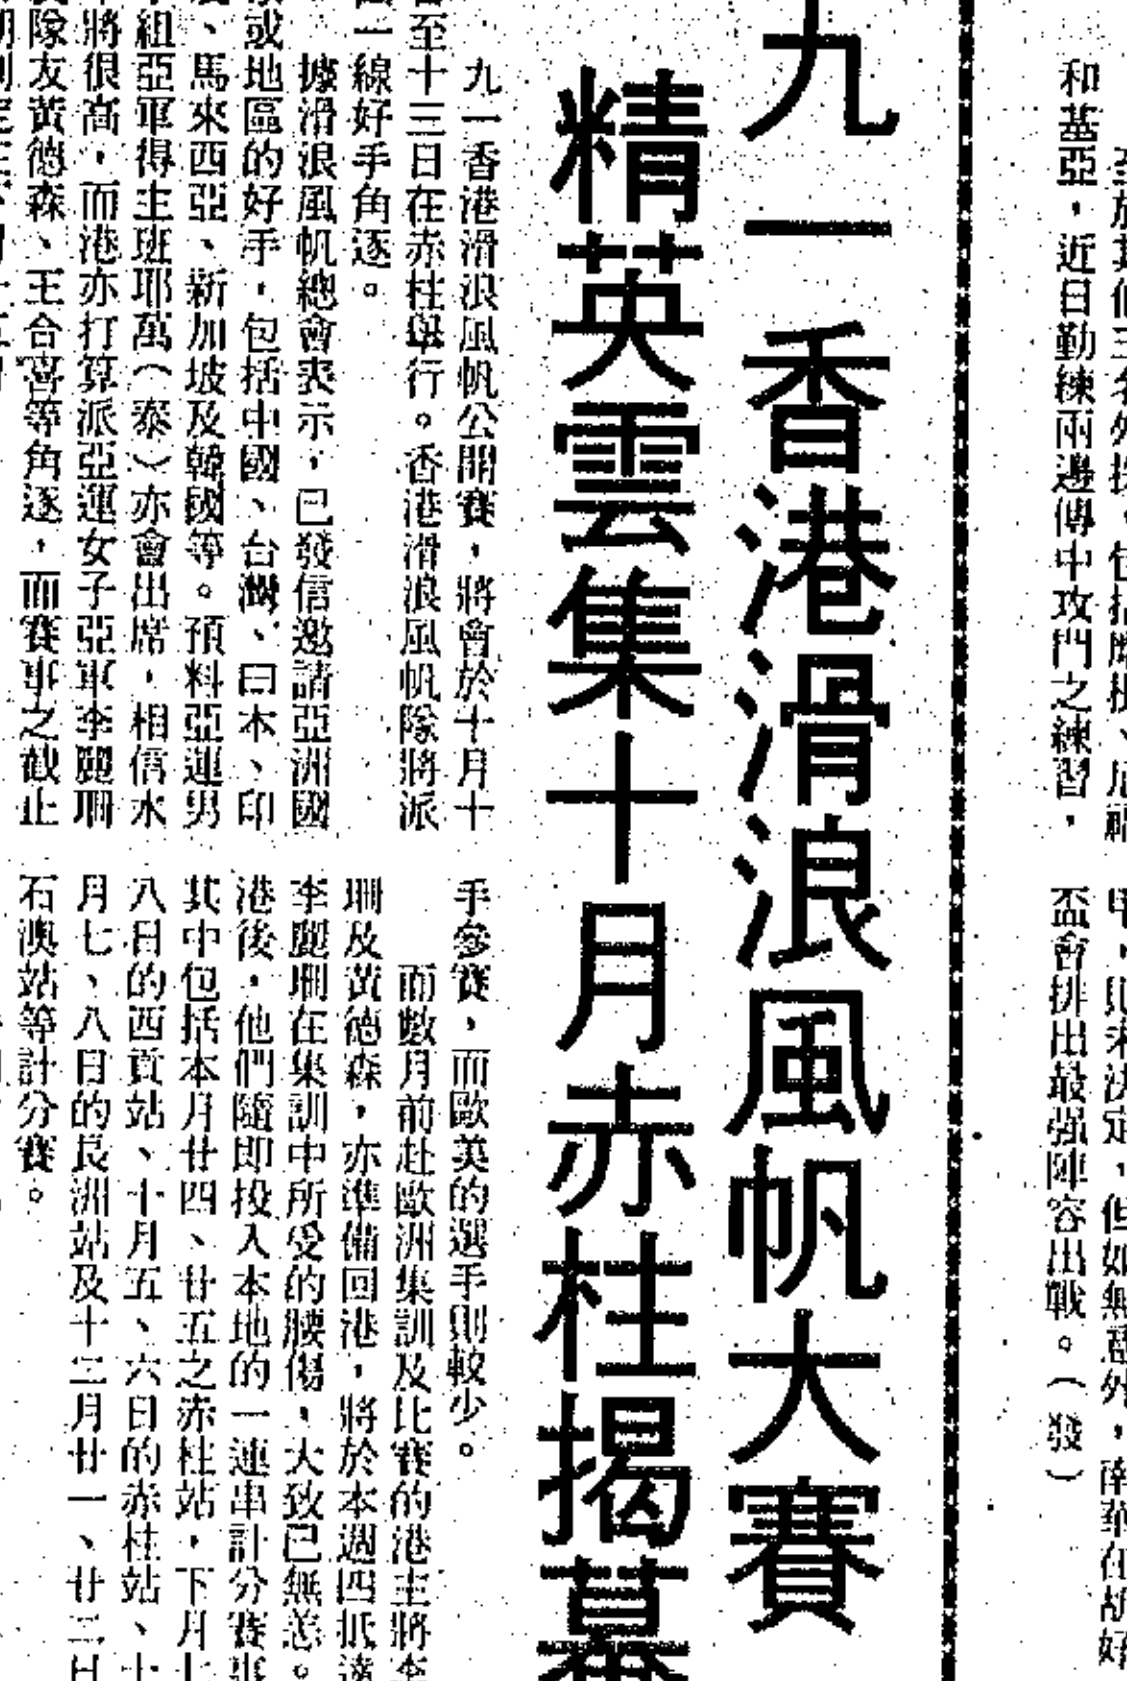 和基亞，近日勤練兩邊傳中攻門之練習，
盃會排出最强陣容出戰。（發）
九一香港滑浪風帆大賽
精英雲集十月赤柱揭幕
九一香港滑浪風帆公開賽，將會於十月十
至十三日在赤柱舉行。香港滑浪風帆隊將派
一線好手角逐。
據滑浪風帆總會表示，已發信邀請亞洲國
或地區的好手，包括中國、台灣、日本、印
、馬來西亞、新加坡及韓國等。預料亞運男
組亞軍得主班耶萬（泰）亦會出席，相信水
將很高，而港亦打算派亞運女子亞軍李麗珊
隊友黃德森、王合喜等角逐，而賽事之截止
手參賽，而歐美的選手則較少。
而數月前赴歐洲集訓及比賽的港主將李
珊及黃德森，亦準備回港，將於本週四抵達
李麗珊在集訓中所受的腰傷，大致已無恙。
港後，他們隨即投入本地的一連串計分賽事
其中包括本月廿四、廿五之赤柱站，下月七
八日的西貢站、十月五、六日的赤柱站、十
月七、八日的長洲站及十二月廿一、廿二日
石澳站等計分賽。